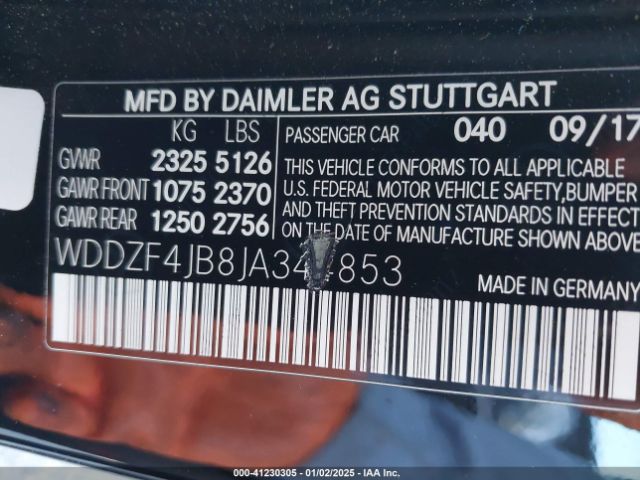 MFD BY DAIMLER AG STUTTGART
KG LBS
GVWR 2325 5126
GAWR FRONT 1075 2370
GAWR REAR 1250 2756
PASSENGER CAR 040 09/17
THIS VEHICLE CONFORMS TO ALL APPLICABLE
U.S. FEDERAL MOTOR VEHICLE SAFETY, BUMPER
AND THEFT PREVENTION STANDARDS IN EFFECT
ON THE DATE OF MANUFACTURE SHOWN ABOVE
MADE IN GERMANY
000-41230305 - 01/02/2025 - IAA Inc.